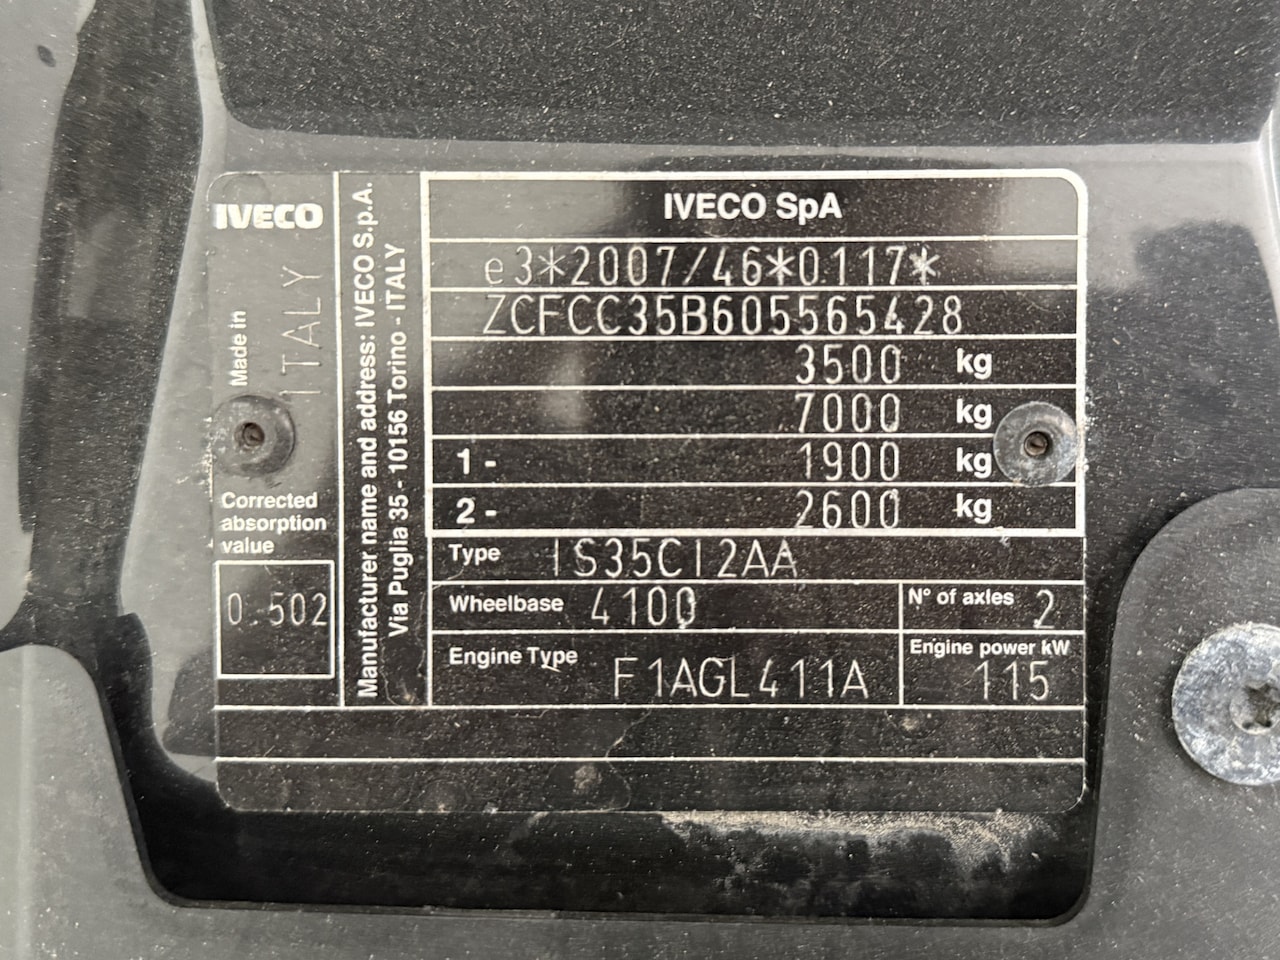 IVECO
Made in
ITALY
Corrected
absorption
value
0.502
Manufacturer name and address: IVECO S.p.A.
Via Puglia 35 - 10156 Torino - ITALY
IVECO SpA
e3*2007/46*0117*
ZCFCC35B605565428
3500 kg
7000 kg
1 - 1900 kg
2 - 2600 kg
Type IS35CI2AA
Wheelbase 4100 N° of axles 2
Engine Type F1AGL411A Engine power kW 115